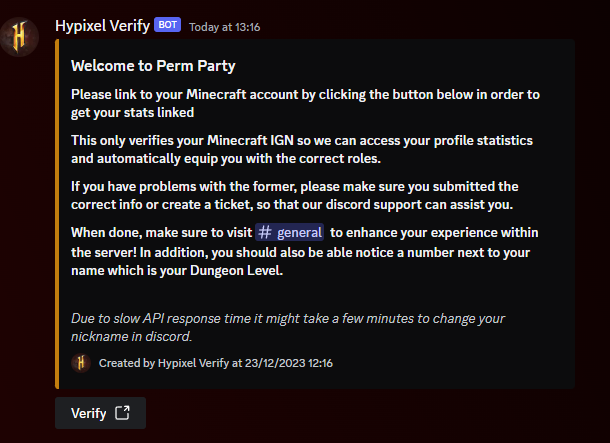 Hypixel Verify BOT Today at 13:16
Welcome to Perm Party
Please link to your Minecraft account by clicking the button below in order to
get your stats linked
This only verifies your Minecraft IGN so we can access your profile statistics
and automatically equip you with the correct roles.
If you have problems with the former, please make sure you submitted the
correct info or create a ticket, so that our discord support can assist you.
When done, make sure to visit # general to enhance your experience within
the server! In addition, you should also be able notice a number next to your
name which is your Dungeon Level.
Due to slow API response time it might take a few minutes to change your
nickname in discord.
Created by Hypixel Verify at 23/12/2023 12:16
Verify